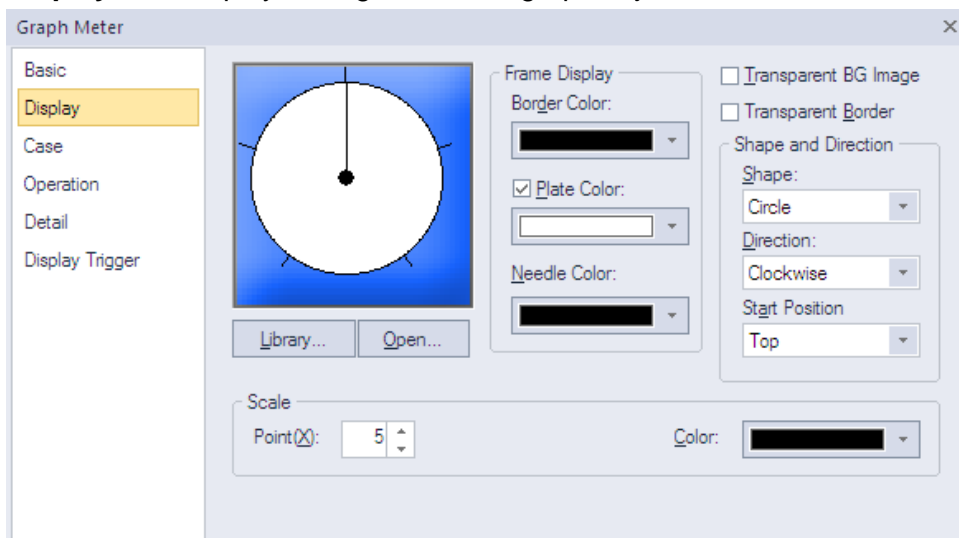 Graph Meter
Basic
Display
Case
Operation
Detail
Display Trigger
Library...
Open...
Frame Display
Border Color:
Plate Color:
Needle Color:
Transparent BG Image
Transparent Border
Shape and Direction
Shape:
Circle
Direction:
Clockwise
Start Position
Top
Scale
Point(X): 5
Color: